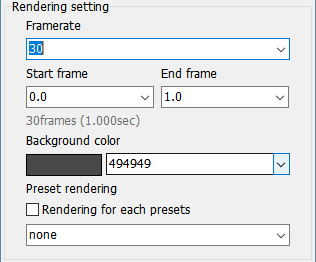 Rendering setting
Framerate
30
Start frame End frame
0.0 1.0
30frames (1.000sec)
Background color
494949
Preset rendering
Rendering for each presets
none